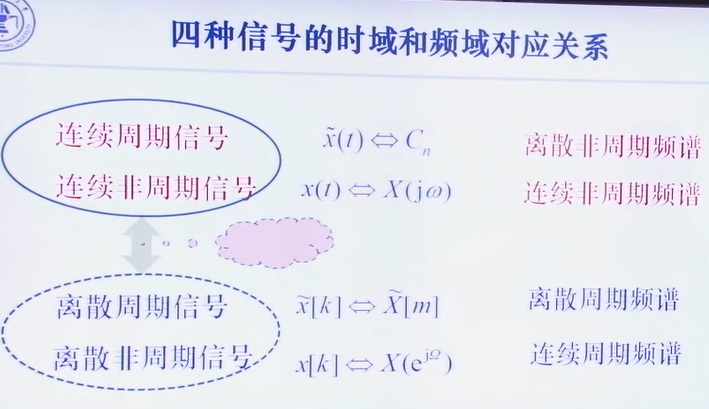 四种信号的时域和频域对应关系
连续周期信号 x̃(t) ⇔ Cₙ 离散非周期频谱
连续非周期信号 x(t) ⇔ X(jω) 连续非周期频谱
离散周期信号 x̃[k] ⇔ X̃[m] 离散周期频谱
离散非周期信号 x[k] ⇔ X(e^{jΩ}) 连续周期频谱